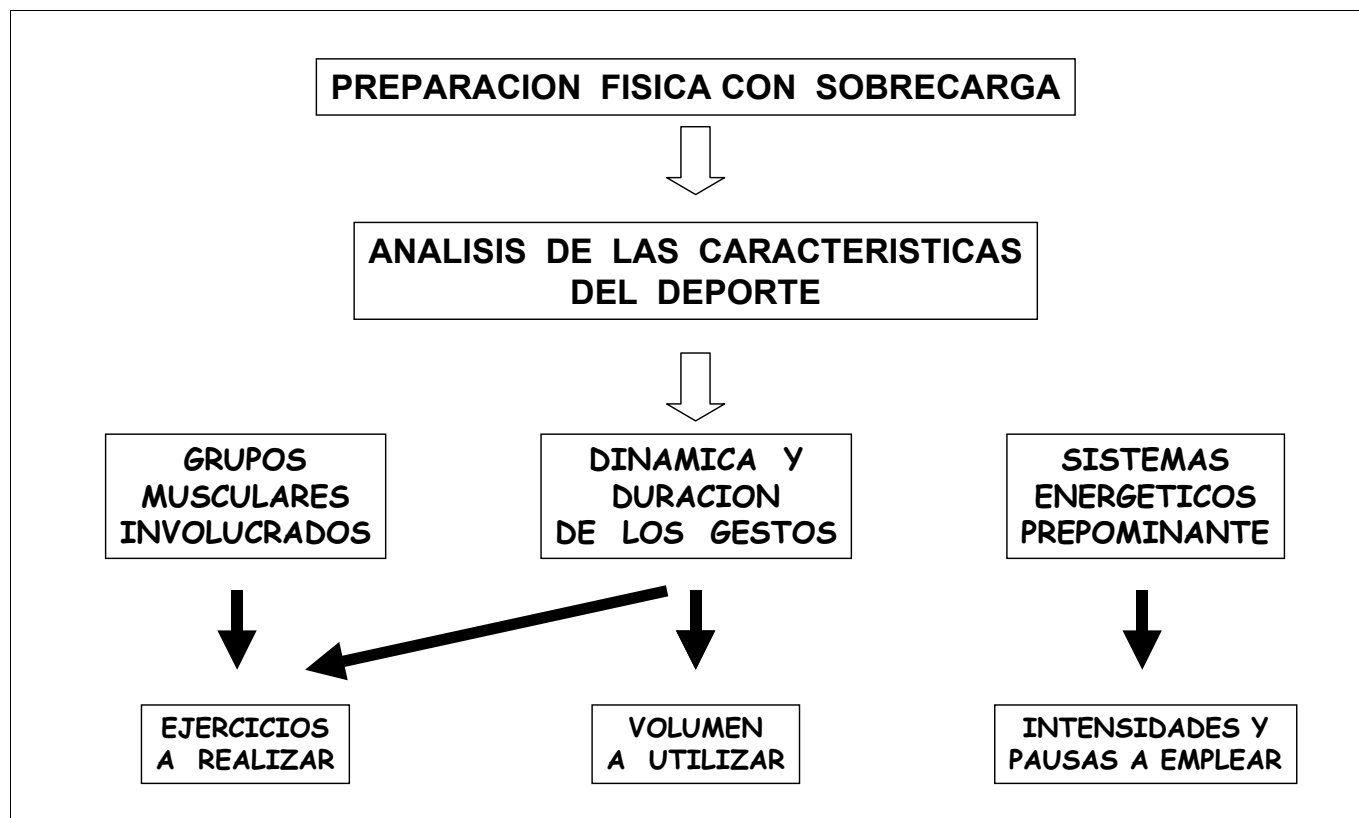 PREPARACION FISICA CON SOBRECARGA
ANALISIS DE LAS CARACTERISTICAS
DEL DEPORTE
GRUPOS
MUSCULARES
INVOLUCRADOS
DINAMICA Y
DURACION
DE LOS GESTOS
SISTEMAS
ENERGETICOS
PREPOMINANTE
EJERCICIOS
A REALIZAR
VOLUMEN
A UTILIZAR
INTENSIDADES Y
PAUSAS A EMPLEAR